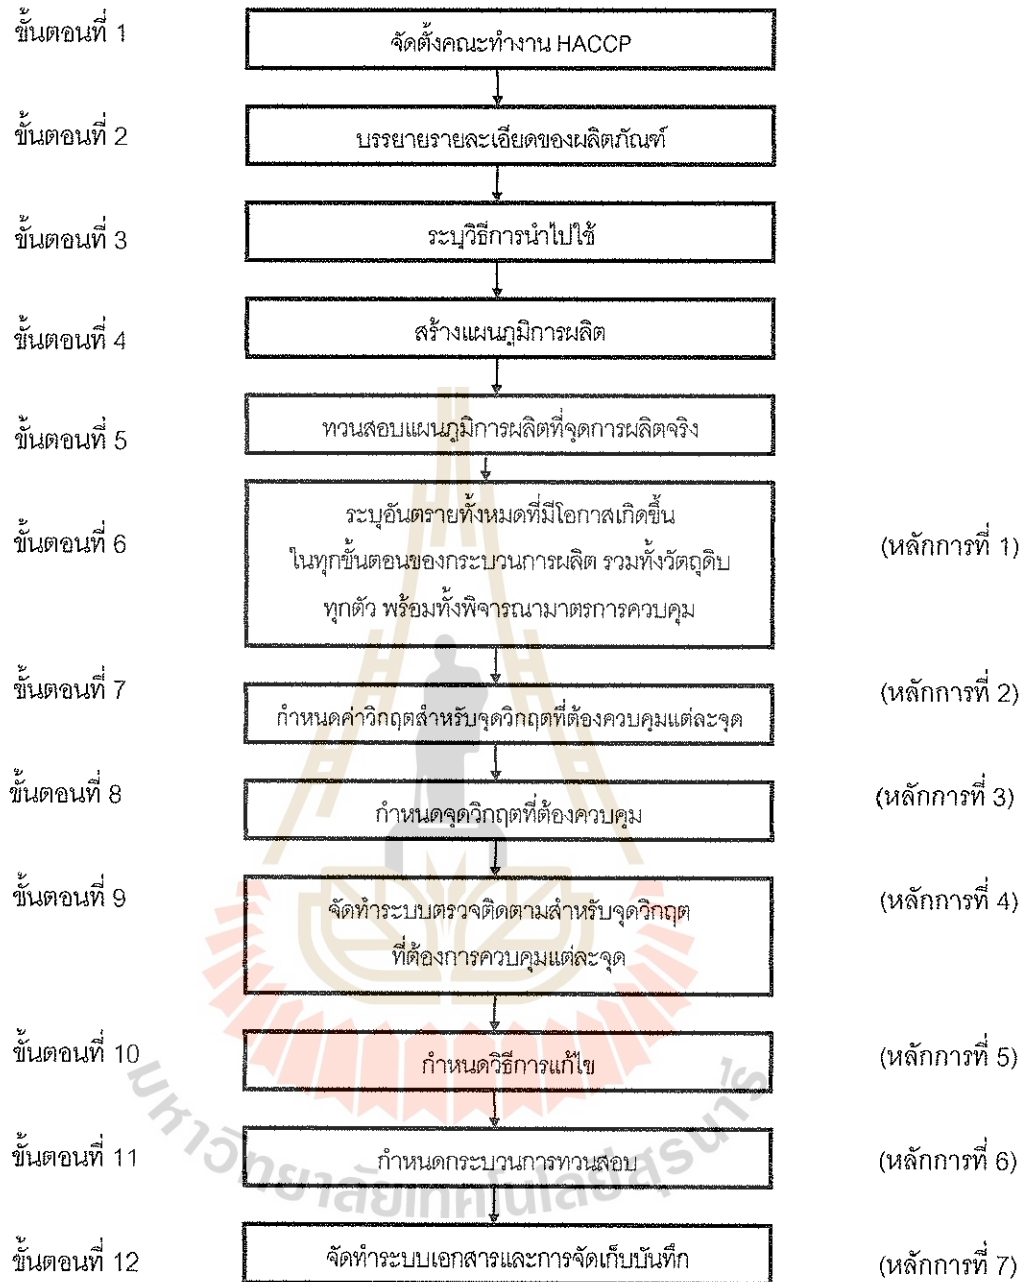 ขั้นตอนที่ 1
จัดตั้งคณะทำงาน HACCP
ขั้นตอนที่ 2
บรรยายรายละเอียดของผลิตภัณฑ์
ขั้นตอนที่ 3
ระบุวิธีการนำไปใช้
ขั้นตอนที่ 4
สร้างแผนภูมิการผลิต
ขั้นตอนที่ 5
ทวนสอบแผนภูมิการผลิตที่จุดการผลิตจริง
ขั้นตอนที่ 6
ระบุอันตรายทั้งหมดที่มีโอกาสเกิดขึ้น
ในทุกขั้นตอนของกระบวนการผลิต รวมทั้งวัตถุดิบ
ทุกตัว พร้อมทั้งพิจารณามาตรการควบคุม
(หลักการที่ 1)
ขั้นตอนที่ 7
กำหนดค่าวิกฤตสำหรับจุดวิกฤตที่ต้องควบคุมแต่ละจุด
(หลักการที่ 2)
ขั้นตอนที่ 8
กำหนดจุดวิกฤตที่ต้องควบคุม
(หลักการที่ 3)
ขั้นตอนที่ 9
จัดทำระบบตรวจติดตามสำหรับจุดวิกฤต
ที่ต้องการควบคุมแต่ละจุด
(หลักการที่ 4)
ขั้นตอนที่ 10
กำหนดวิธีการแก้ไข
(หลักการที่ 5)
ขั้นตอนที่ 11
กำหนดกระบวนการทวนสอบ
(หลักการที่ 6)
ขั้นตอนที่ 12
จัดทำระบบเอกสารและการจัดเก็บบันทึก
(หลักการที่ 7)
มหาวิทยาลัยเทคโนโลยีสุรนารี